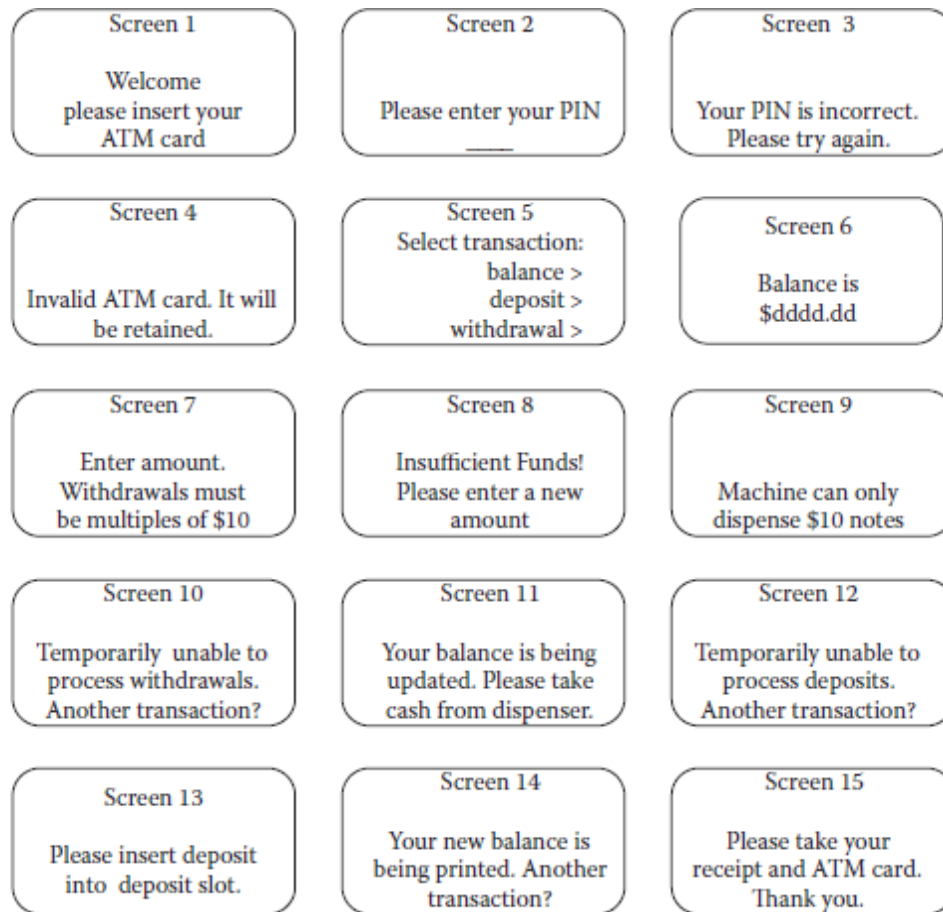 Screen 1
Welcome
please insert your
ATM card
Screen 2
Please enter your PIN
____
Screen 3
Your PIN is incorrect.
Please try again.
Screen 4
Invalid ATM card. It will
be retained.
Screen 5
Select transaction:
balance >
deposit >
withdrawal >
Screen 6
Balance is
$dddd.dd
Screen 7
Enter amount.
Withdrawals must
be multiples of $10
Screen 8
Insufficient Funds!
Please enter a new
amount
Screen 9
Machine can only
dispense $10 notes
Screen 10
Temporarily unable to
process withdrawals.
Another transaction?
Screen 11
Your balance is being
updated. Please take
cash from dispenser.
Screen 12
Temporarily unable to
process deposits.
Another transaction?
Screen 13
Please insert deposit
into deposit slot.
Screen 14
Your new balance is
being printed. Another
transaction?
Screen 15
Please take your
receipt and ATM card.
Thank you.